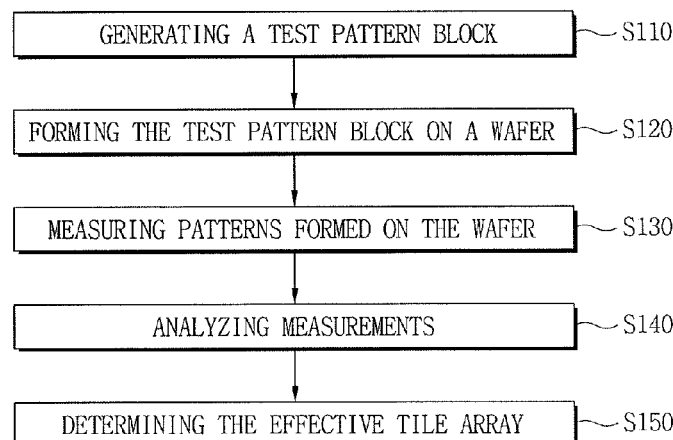 GENERATING A TEST PATTERN BLOCK S110
FORMING THE TEST PATTERN BLOCK ON A WAFER S120
MEASURING PATTERNS FORMED ON THE WAFER S130
ANALYZING MEASUREMENTS S140
DETERMINING THE EFFECTIVE TILE ARRAY S150